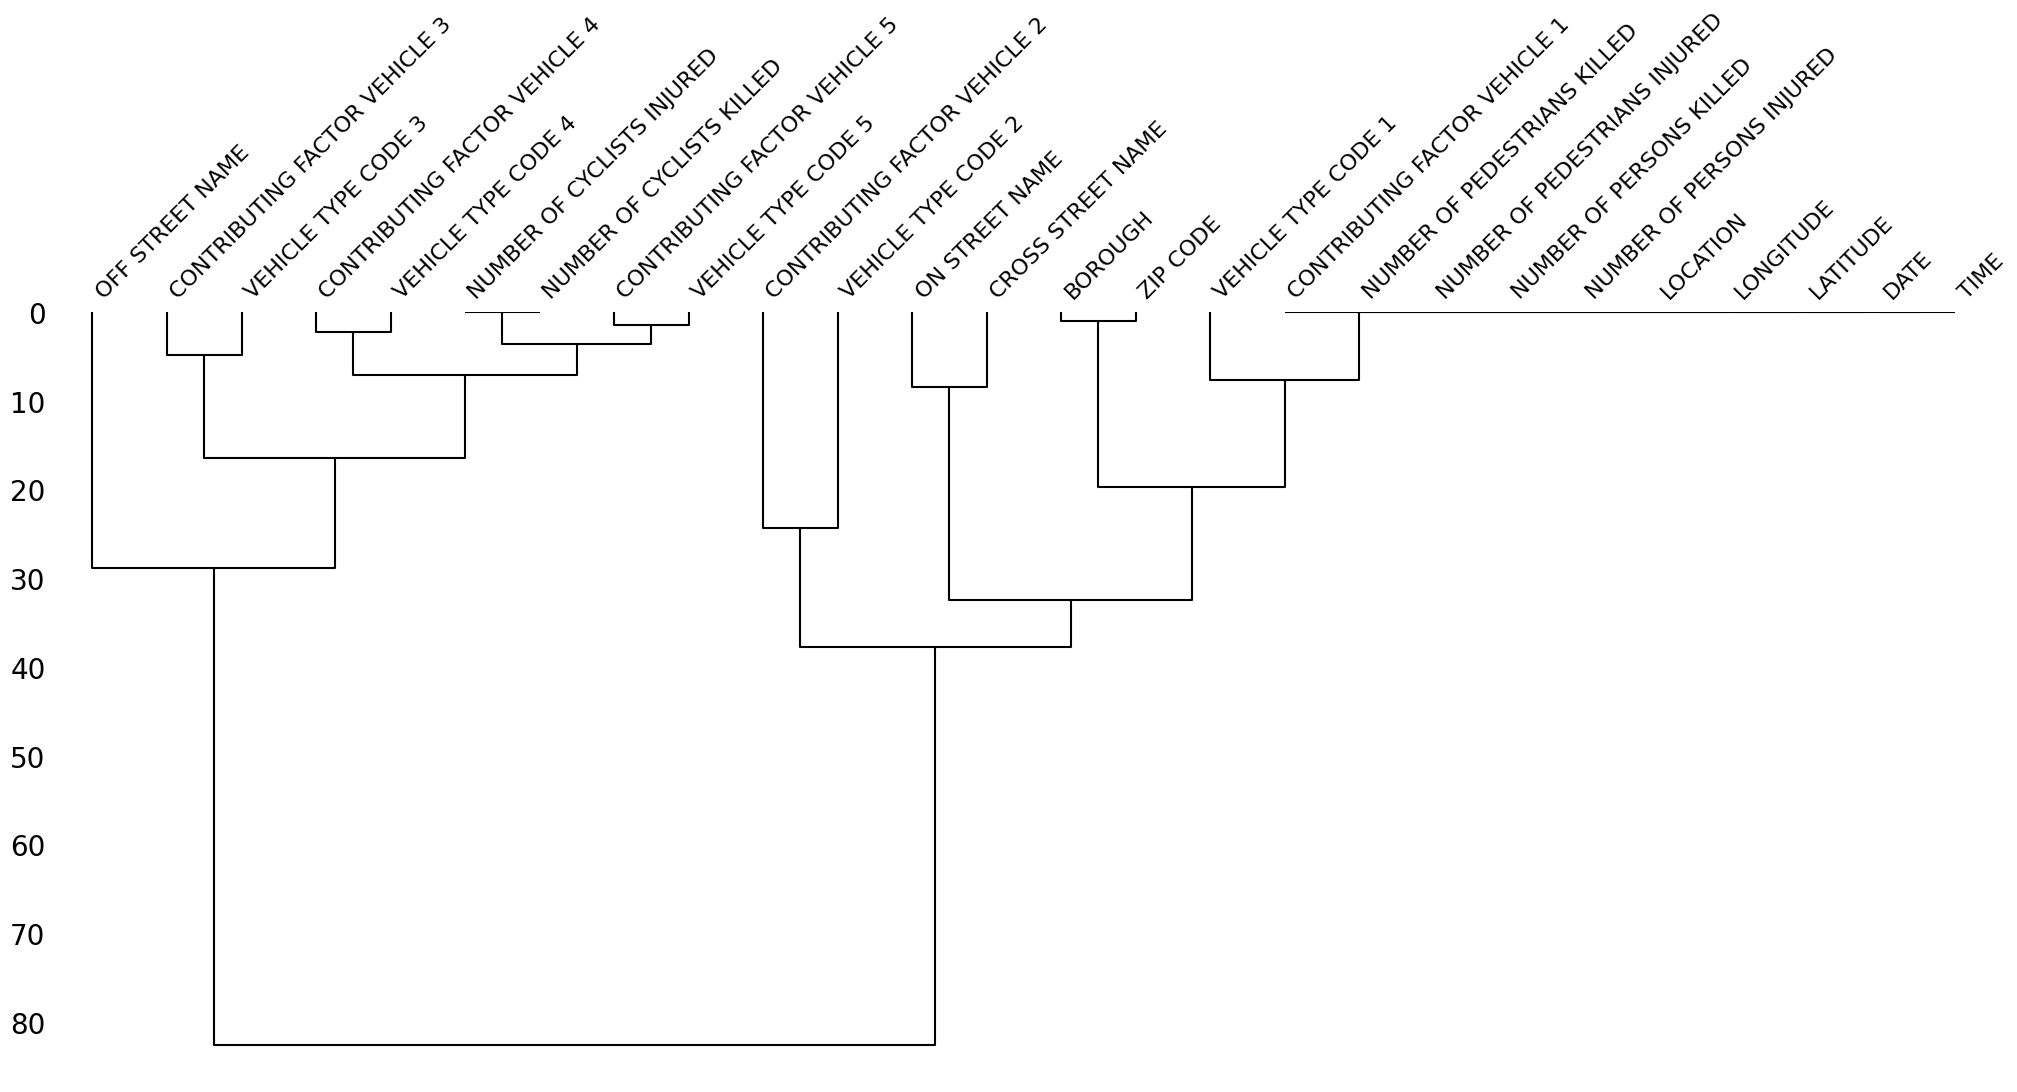 OFF STREET NAME
CONTRIBUTING FACTOR VEHICLE 3
VEHICLE TYPE CODE 3
CONTRIBUTING FACTOR VEHICLE 4
VEHICLE TYPE CODE 4
NUMBER OF CYCLISTS INJURED
NUMBER OF CYCLISTS KILLED
CONTRIBUTING FACTOR VEHICLE 5
VEHICLE TYPE CODE 5
CONTRIBUTING FACTOR VEHICLE 2
VEHICLE TYPE CODE 2
ON STREET NAME
CROSS STREET NAME
BOROUGH
ZIP CODE
VEHICLE TYPE CODE 1
CONTRIBUTING FACTOR VEHICLE 1
NUMBER OF PEDESTRIANS KILLED
NUMBER OF PEDESTRIANS INJURED
NUMBER OF PERSONS KILLED
NUMBER OF PERSONS INJURED
LOCATION
LONGITUDE
LATITUDE
DATE
TIME
0
10
20
30
40
50
60
70
80